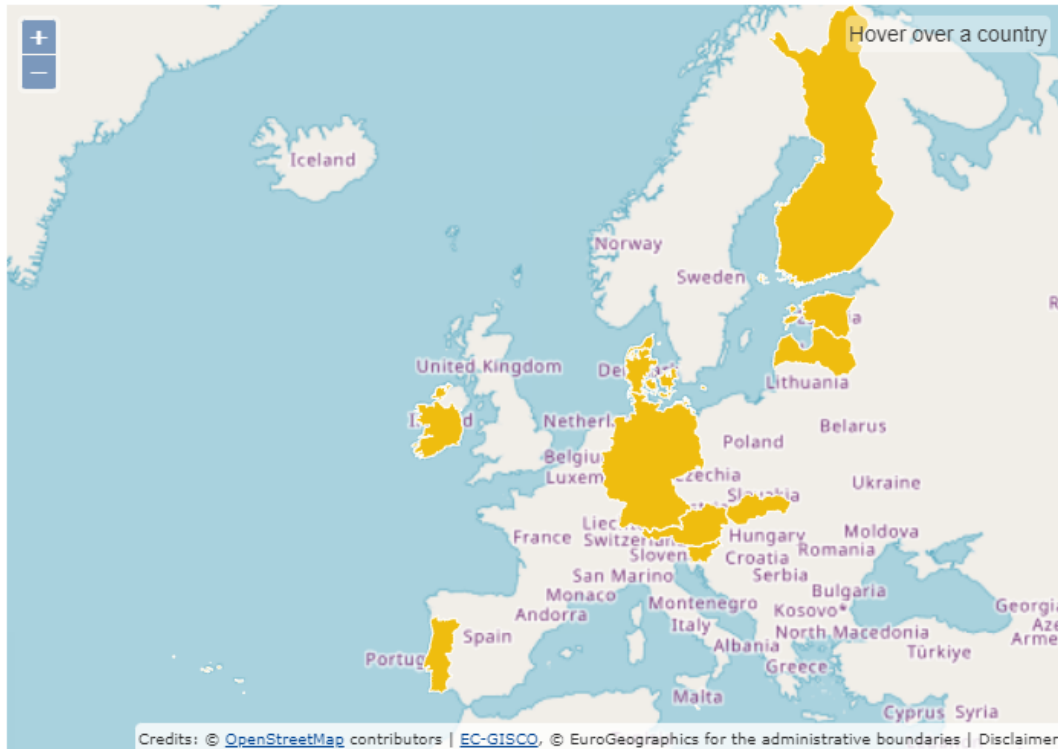 +
Hover over a country
−
Iceland
Norway
Sweden
United Kingdom
Lithuania
Belarus
Poland
Ukraine
Slovakia
France
Hungary
Moldova
Croatia
Romania
San Marino
Serbia
Monaco
Bulgaria
Andorra
Montenegro
Kosovo*
Spain
Italy
North Macedonia
Albania
Türkiye
Greece
Malta
Cyprus
Syria
Credits: © OpenStreetMap contributors | EC-GISCO, © EuroGeographics for the administrative boundaries | Disclaimer